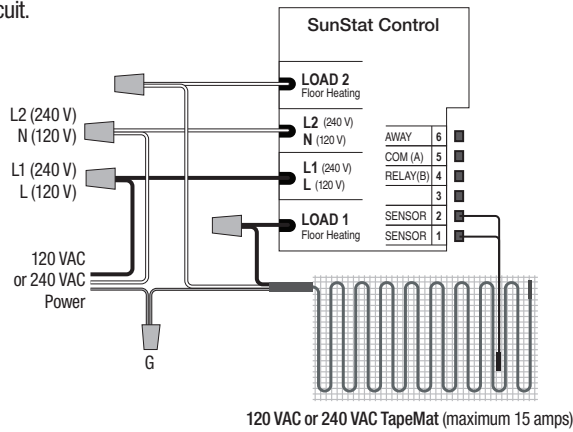 cuit.
SunStat Control
LOAD 2
Floor Heating
L2 (240 V)
N (120 V)
L2 (240 V)
N (120 V)
L1 (240 V)
L (120 V)
L1 (240 V)
L (120 V)
LOAD 1
Floor Heating
AWAY 6
COM (A) 5
RELAY(B) 4
3
SENSOR 2
SENSOR 1
120 VAC
or 240 VAC
Power
G
120 VAC or 240 VAC TapeMat (maximum 15 amps)